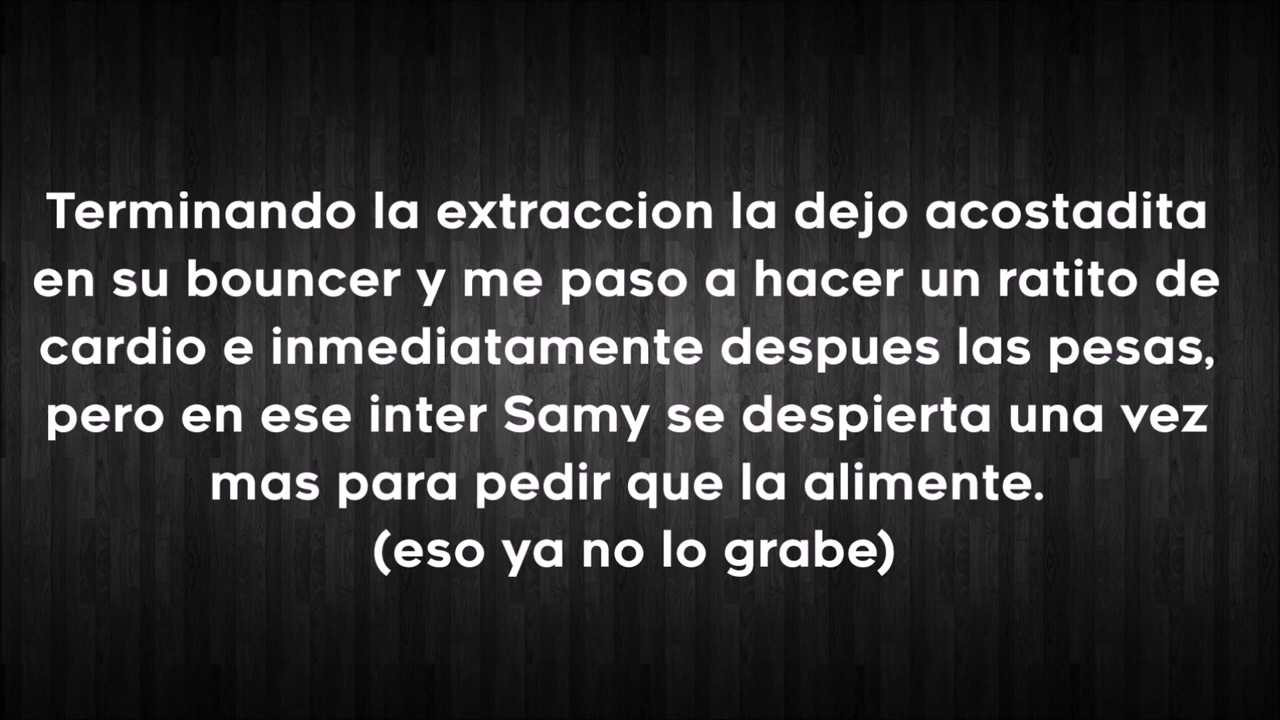 Terminando la extraccion la dejo acostadita
en su bouncer y me paso a hacer un ratito de
cardio e inmediatamente despues las pesas,
pero en ese inter Samy se despierta una vez
mas para pedir que la alimente.
(eso ya no lo grabe)